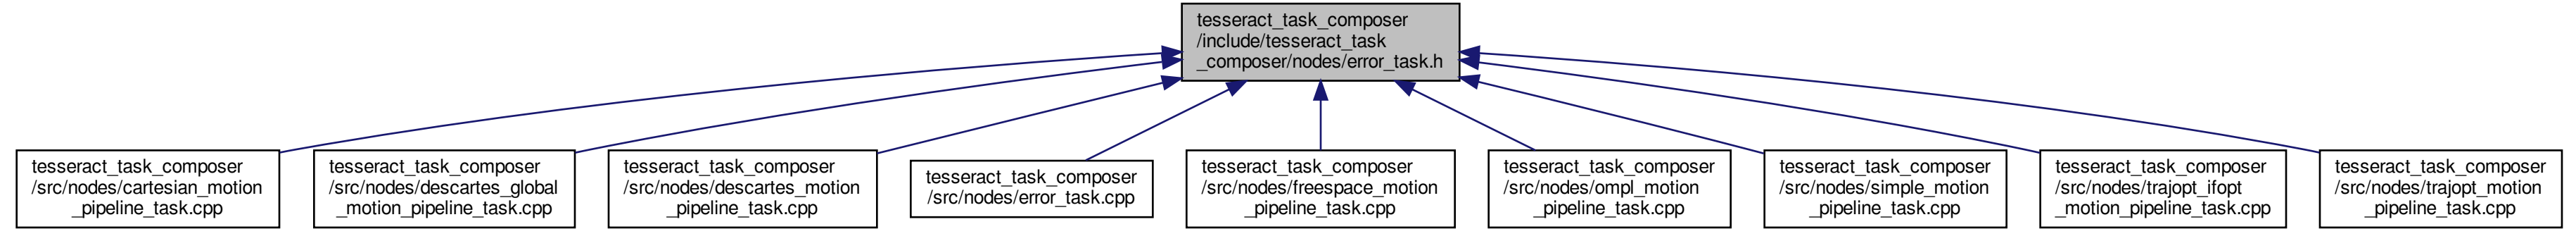 tesseract_task_composer
/include/tesseract_task
_composer/nodes/error_task.h
tesseract_task_composer
/src/nodes/cartesian_motion
_pipeline_task.cpp
tesseract_task_composer
/src/nodes/descartes_global
_motion_pipeline_task.cpp
tesseract_task_composer
/src/nodes/descartes_motion
_pipeline_task.cpp
tesseract_task_composer
/src/nodes/error_task.cpp
tesseract_task_composer
/src/nodes/freespace_motion
_pipeline_task.cpp
tesseract_task_composer
/src/nodes/ompl_motion
_pipeline_task.cpp
tesseract_task_composer
/src/nodes/simple_motion
_pipeline_task.cpp
tesseract_task_composer
/src/nodes/trajopt_ifopt
_motion_pipeline_task.cpp
tesseract_task_composer
/src/nodes/trajopt_motion
_pipeline_task.cpp